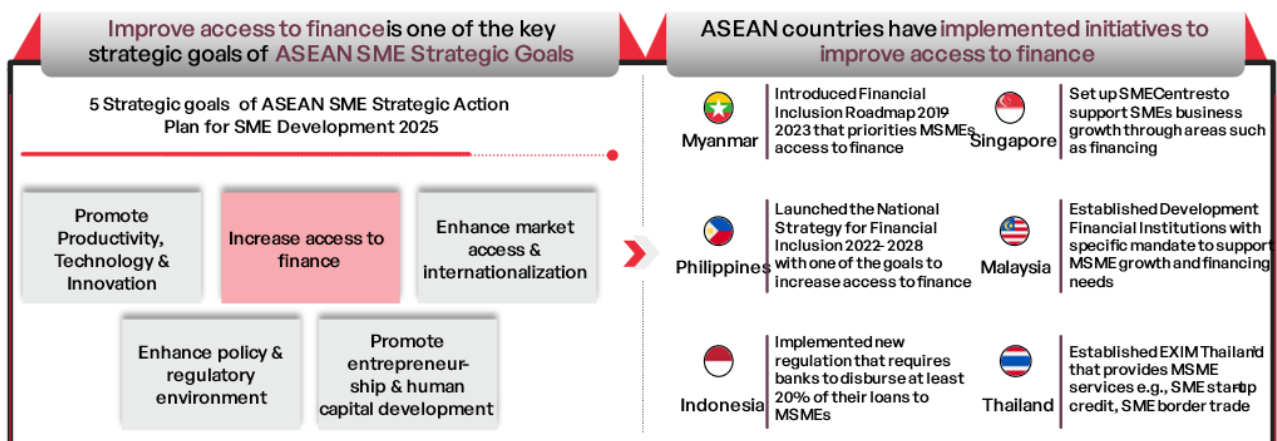 Improve access to finance is one of the key
strategic goals of ASEAN SME Strategic Goals
5 Strategic goals of ASEAN SME Strategic Action
Plan for SME Development 2025
Promote
Productivity,
Technology &
Innovation
Increase access to
finance
Enhance market
access &
internationalization
Enhance policy &
regulatory
environment
Promote
entrepreneur-
ship & human
capital development
ASEAN countries have implemented initiatives to
improve access to finance
Myanmar
Introduced Financial
Inclusion Roadmap 2019
2023 that priorities MSMEs
access to finance
Singapore
Set up SME Centres to
support SMEs business
growth through areas such
as financing
Philippines
Launched the National
Strategy for Financial
Inclusion 2022- 2028
with one of the goals to
increase access to finance
Malaysia
Established Development
Financial Institutions with
specific mandate to support
MSME growth and financing
needs
Indonesia
Implemented new
regulation that requires
banks to disburse at least
20% of their loans to
MSMEs
Thailand
Established EXIM Thailand
that provides MSME
services e.g., SME start-up
credit, SME border trade